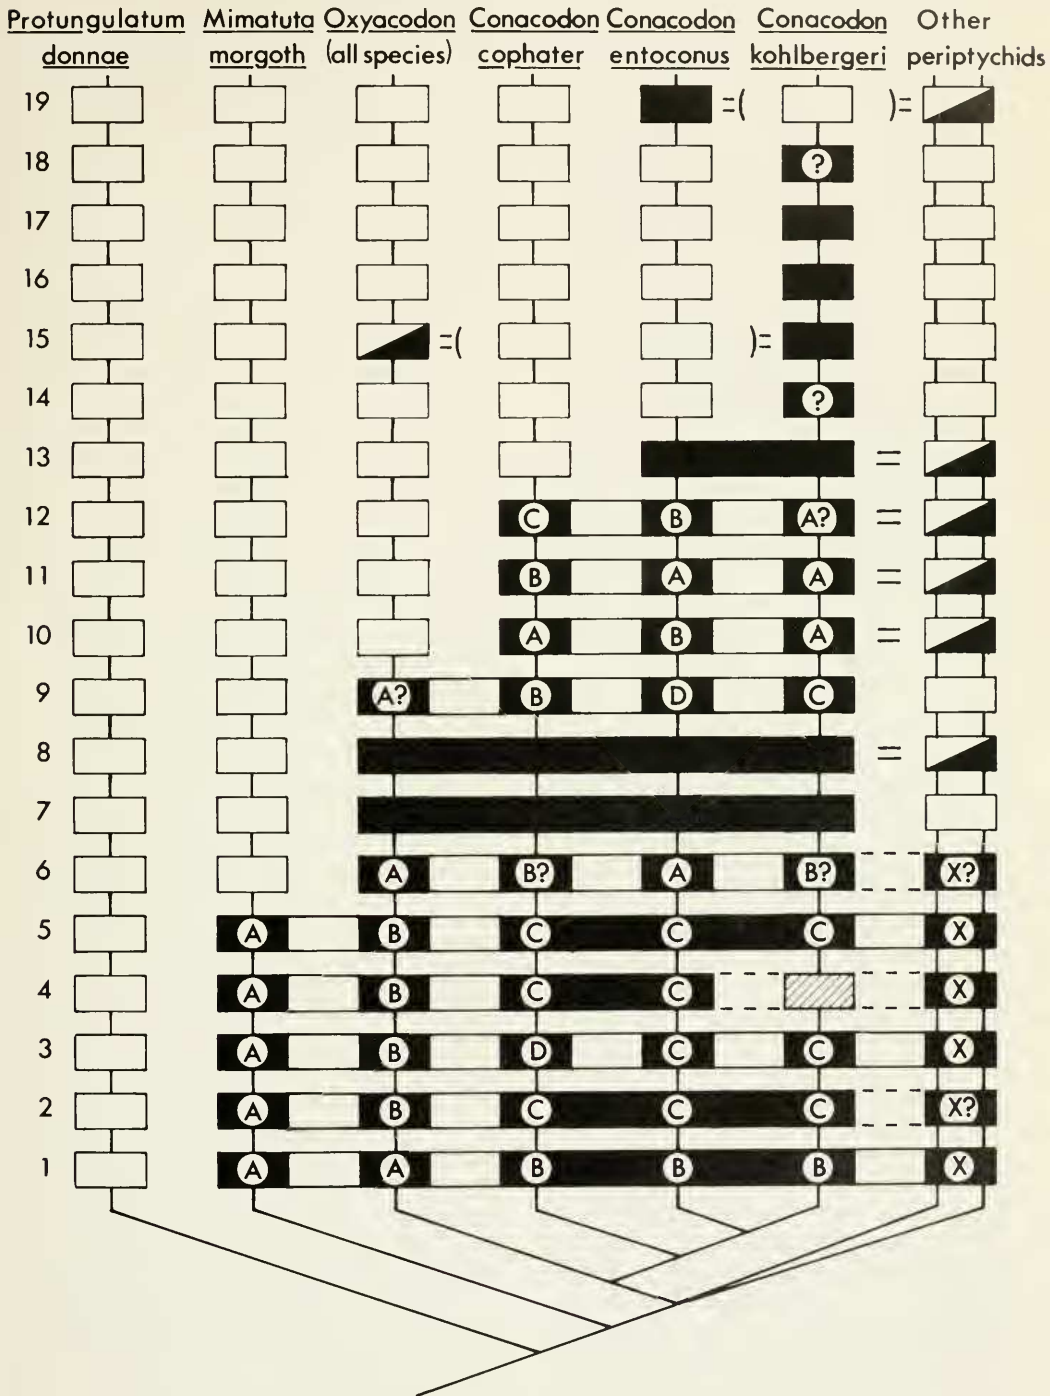 Protungulatum Mimatuta Oxyacodon Conacodon Conacodon Conacodon Other
donnae morgoth (all species) cophater entoconus kohlbergeri periptychids
19 =( )=
18 ?
17
16
15 =( )=
14 ?
13 =
12 C B A? =
11 B A A =
10 A B A =
9 A? B D C
8 =
7
6 A B? A B? X?
5 A B C C C X
4 A B C C X
3 A B D C C X
2 A B C C C X?
1 A A B B B X